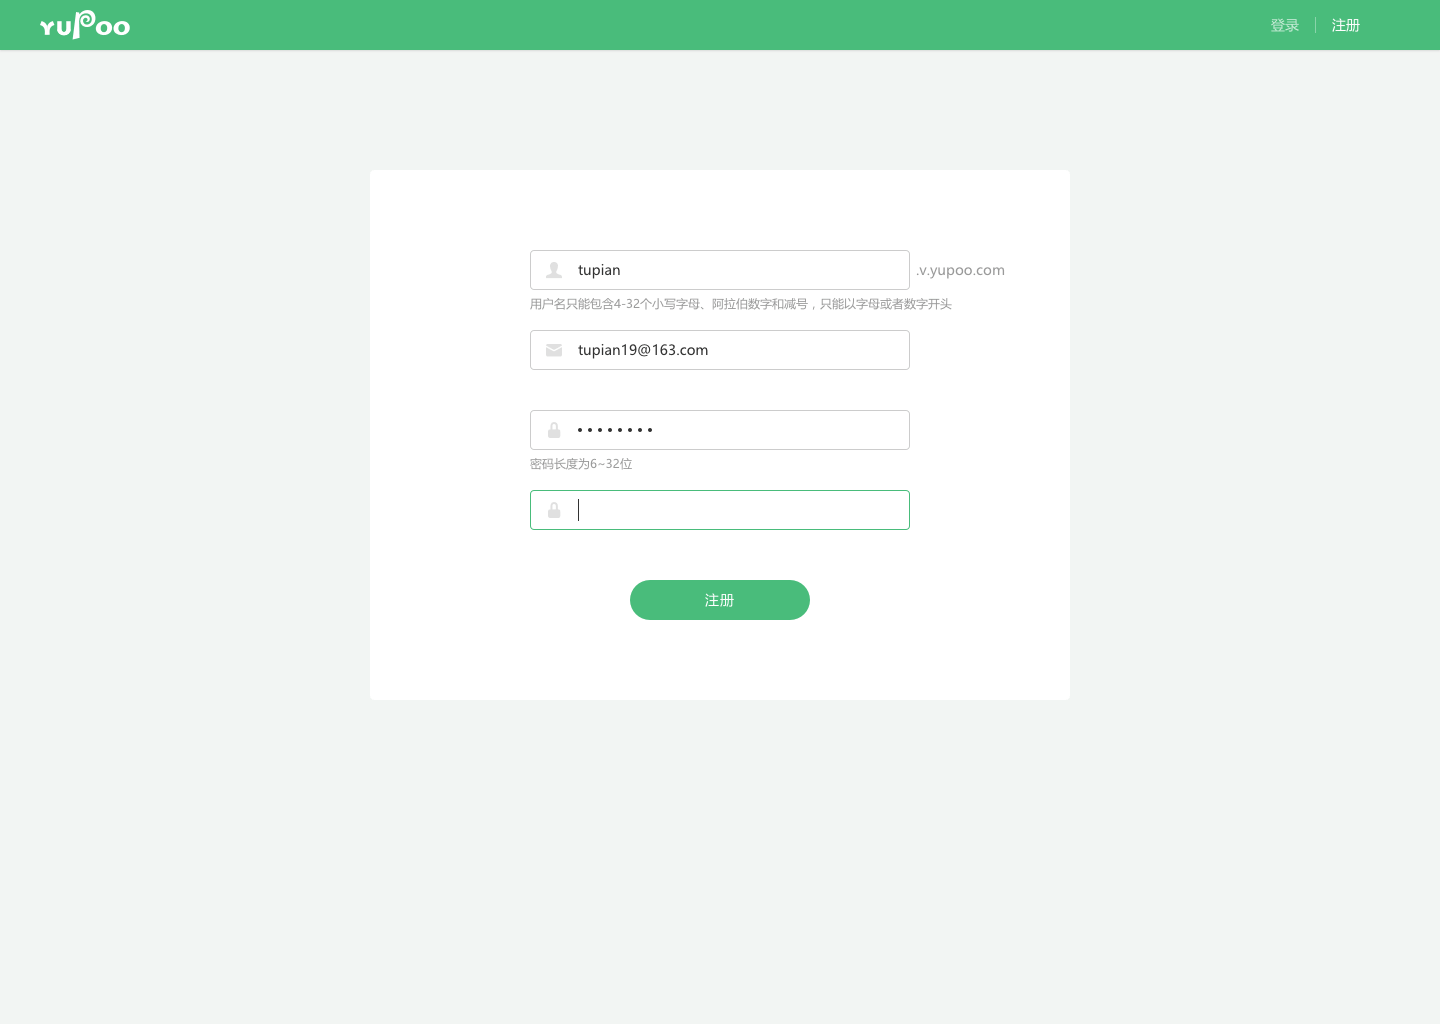 yupoo
登录
注册
tupian
.v.yupoo.com
用户名只能包含4-32个小写字母、阿拉伯数字和减号，只能以字母或者数字开头
tupian19@163.com
••••••••
密码长度为6~32位
注册